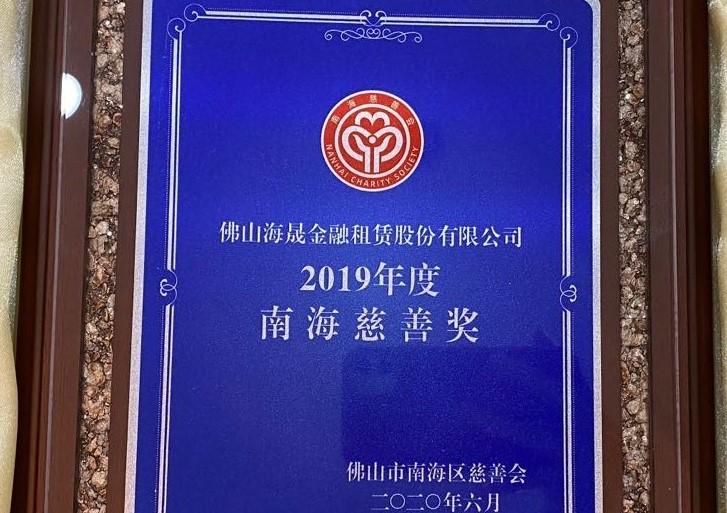 南海慈善会
NANHAI CHARITY SOCIETY
佛山海晟金融租赁股份有限公司
2019年度
南海慈善奖
佛山市南海区慈善会
二〇二〇年六月